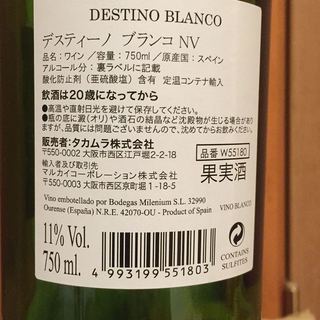 DESTINO BLANCO
デスティーノ ブランコ NV
品名：ワイン／容量：750ml／原産国：スペイン
アルコール分：裏ラベルに記載
酸化防止剤（亜硫酸塩）含有 定温コンテナ輸入
飲酒は20歳になってから
●高温や直射日光を避けて保存してください。
●瓶の底に澱(オリ)や酒石の結晶など沈殿物が生じる場合があり
ますが、品質には問題ございませんので、沈めてからお飲みください。
販売者：タカムラ株式会社
〒550-0002 大阪市西区江戸堀2-2-18
輸入者及び取引先
マルカイコーポレーション株式会社
〒550-0013 大阪市西区新町1-6-1
品番 W55180
果実酒
Vino embotellado por Bodegas Milenium S.L. 32990
Ourense (España) N.R.E. 42070-OU - Product of Spain
VINO BLANCO
11% Vol.
750 ml.
4 993199 551803
CONTAINS
SULFITES